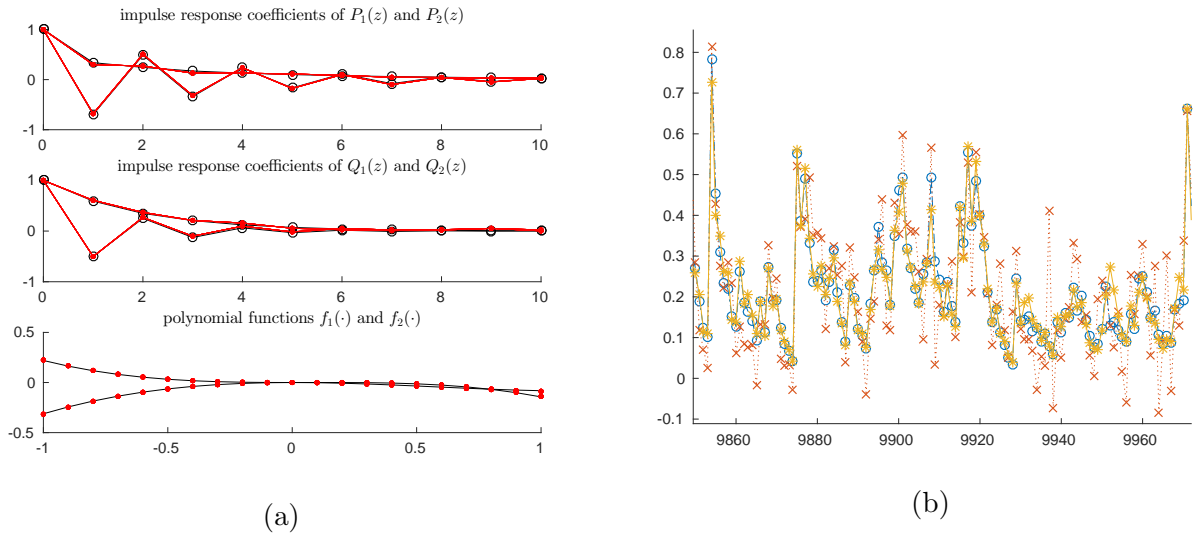 impulse response coefficients of P₁(z) and P₂(z)
1
0
-1
0 2 4 6 8 10
impulse response coefficients of Q₁(z) and Q₂(z)
1
0
-1
0 2 4 6 8 10
polynomial functions f₁(·) and f₂(·)
0.5
0
-0.5
-1 -0.5 0 0.5 1
(a)
0.8
0.7
0.6
0.5
0.4
0.3
0.2
0.1
0
-0.1
9860 9880 9900 9920 9940 9960
(b)